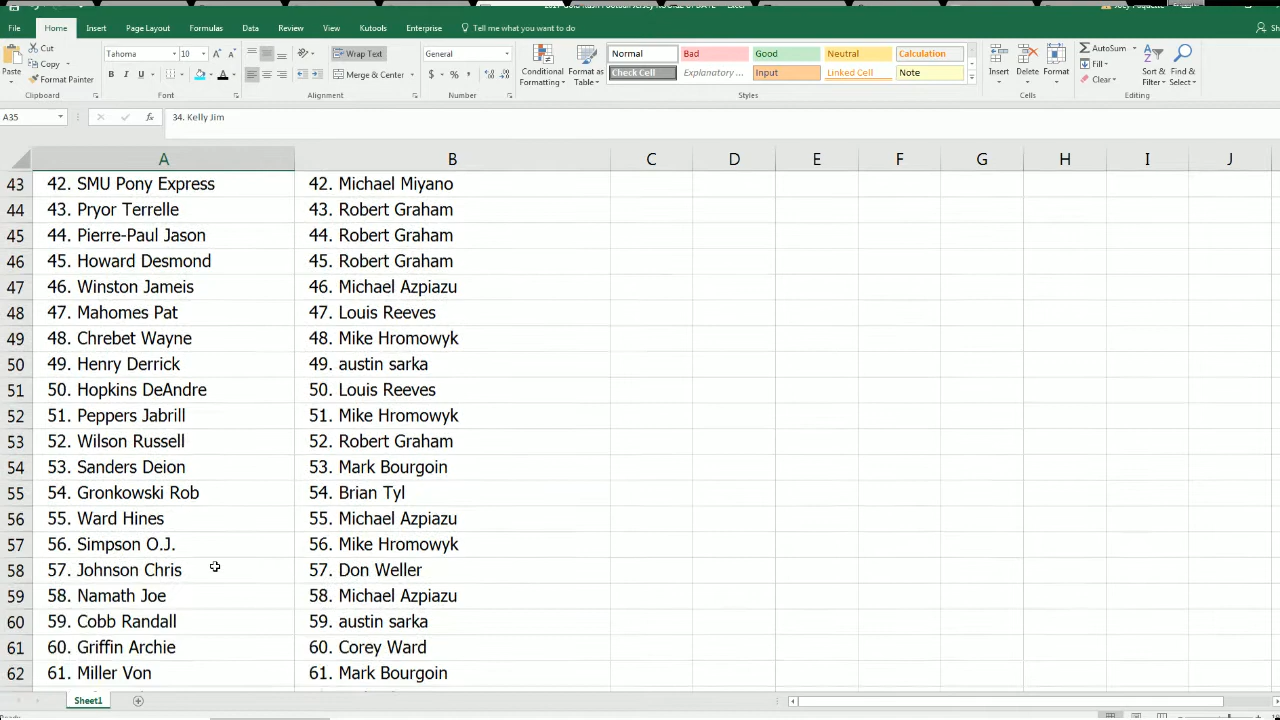 File Home Insert Page Layout Formulas Data Review View Kutools Enterprise Tell me what you want to do
Cut
Copy
Format Painter
Paste
Clipboard
Tahoma 10
B I U
Font
Wrap Text
Merge & Center
Alignment
General
$ % ,
Number
Conditional Formatting
Format as Table
Normal Bad Good Neutral Calculation
Check Cell Explanatory ... Input Linked Cell Note
Styles
Insert Delete Format
Cells
AutoSum
Fill
Clear
Sort & Filter
Find & Select
Editing
A35 fx 34. Kelly Jim
A B C D E F G H I J
43 42. SMU Pony Express 42. Michael Miyano
44 43. Pryor Terrelle 43. Robert Graham
45 44. Pierre-Paul Jason 44. Robert Graham
46 45. Howard Desmond 45. Robert Graham
47 46. Winston Jameis 46. Michael Azpiazu
48 47. Mahomes Pat 47. Louis Reeves
49 48. Chrebet Wayne 48. Mike Hromowyk
50 49. Henry Derrick 49. austin sarka
51 50. Hopkins DeAndre 50. Louis Reeves
52 51. Peppers Jabrill 51. Mike Hromowyk
53 52. Wilson Russell 52. Robert Graham
54 53. Sanders Deion 53. Mark Bourgoin
55 54. Gronkowski Rob 54. Brian Tyl
56 55. Ward Hines 55. Michael Azpiazu
57 56. Simpson O.J. 56. Mike Hromowyk
58 57. Johnson Chris 57. Don Weller
59 58. Namath Joe 58. Michael Azpiazu
60 59. Cobb Randall 59. austin sarka
61 60. Griffin Archie 60. Corey Ward
62 61. Miller Von 61. Mark Bourgoin
Sheet1